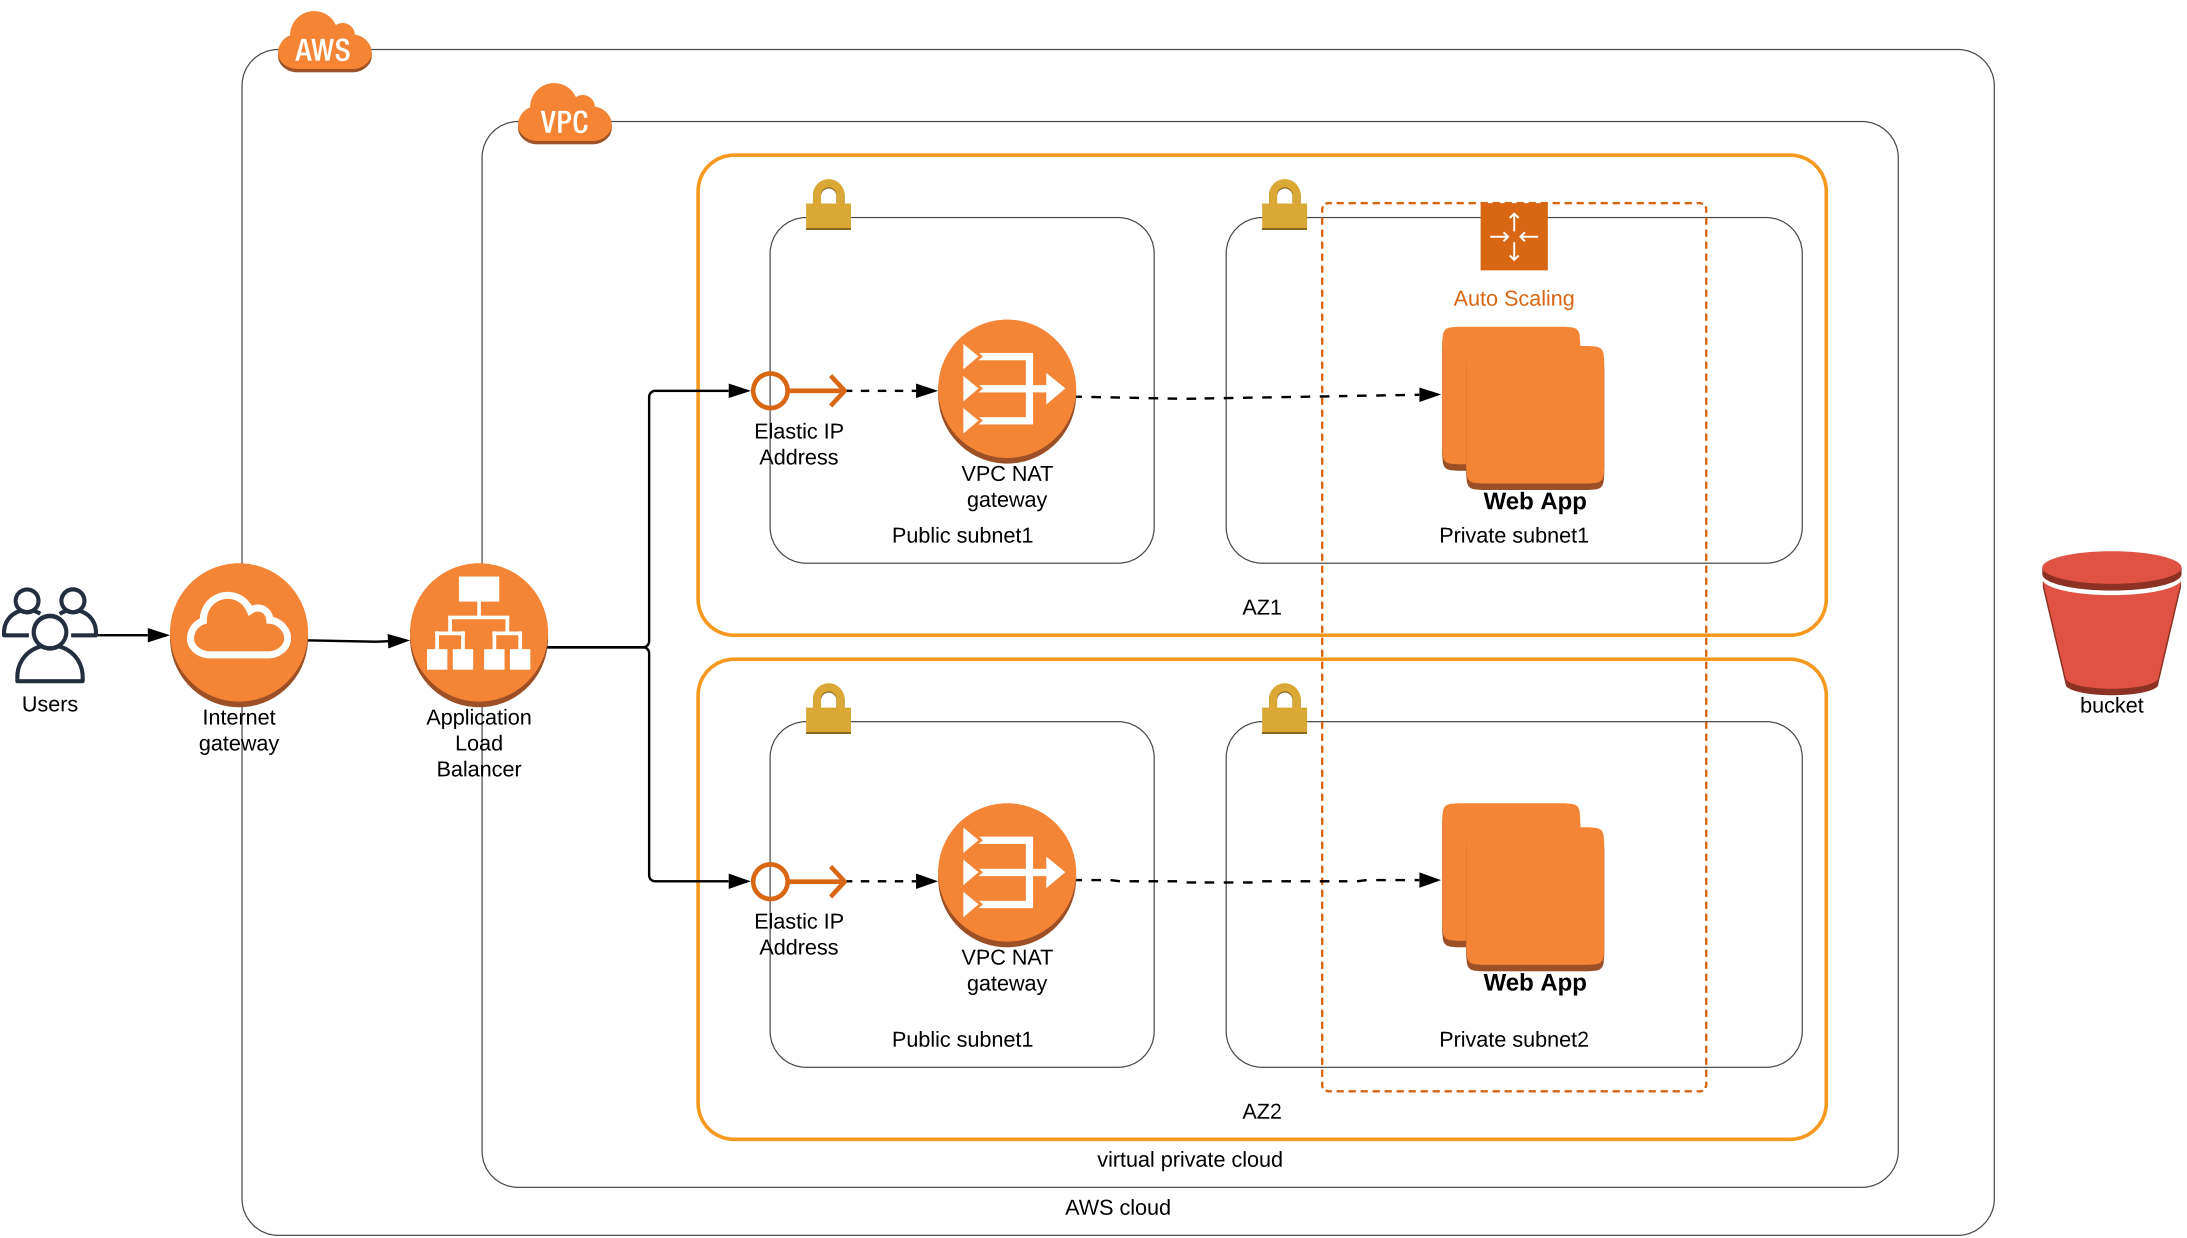 AWS
VPC
Auto Scaling
Elastic IP
Address
VPC NAT
gateway
Web App
Public subnet1
Private subnet1
AZ1
Users
Internet
gateway
Application
Load
Balancer
bucket
Elastic IP
Address
VPC NAT
gateway
Web App
Public subnet1
Private subnet2
AZ2
virtual private cloud
AWS cloud